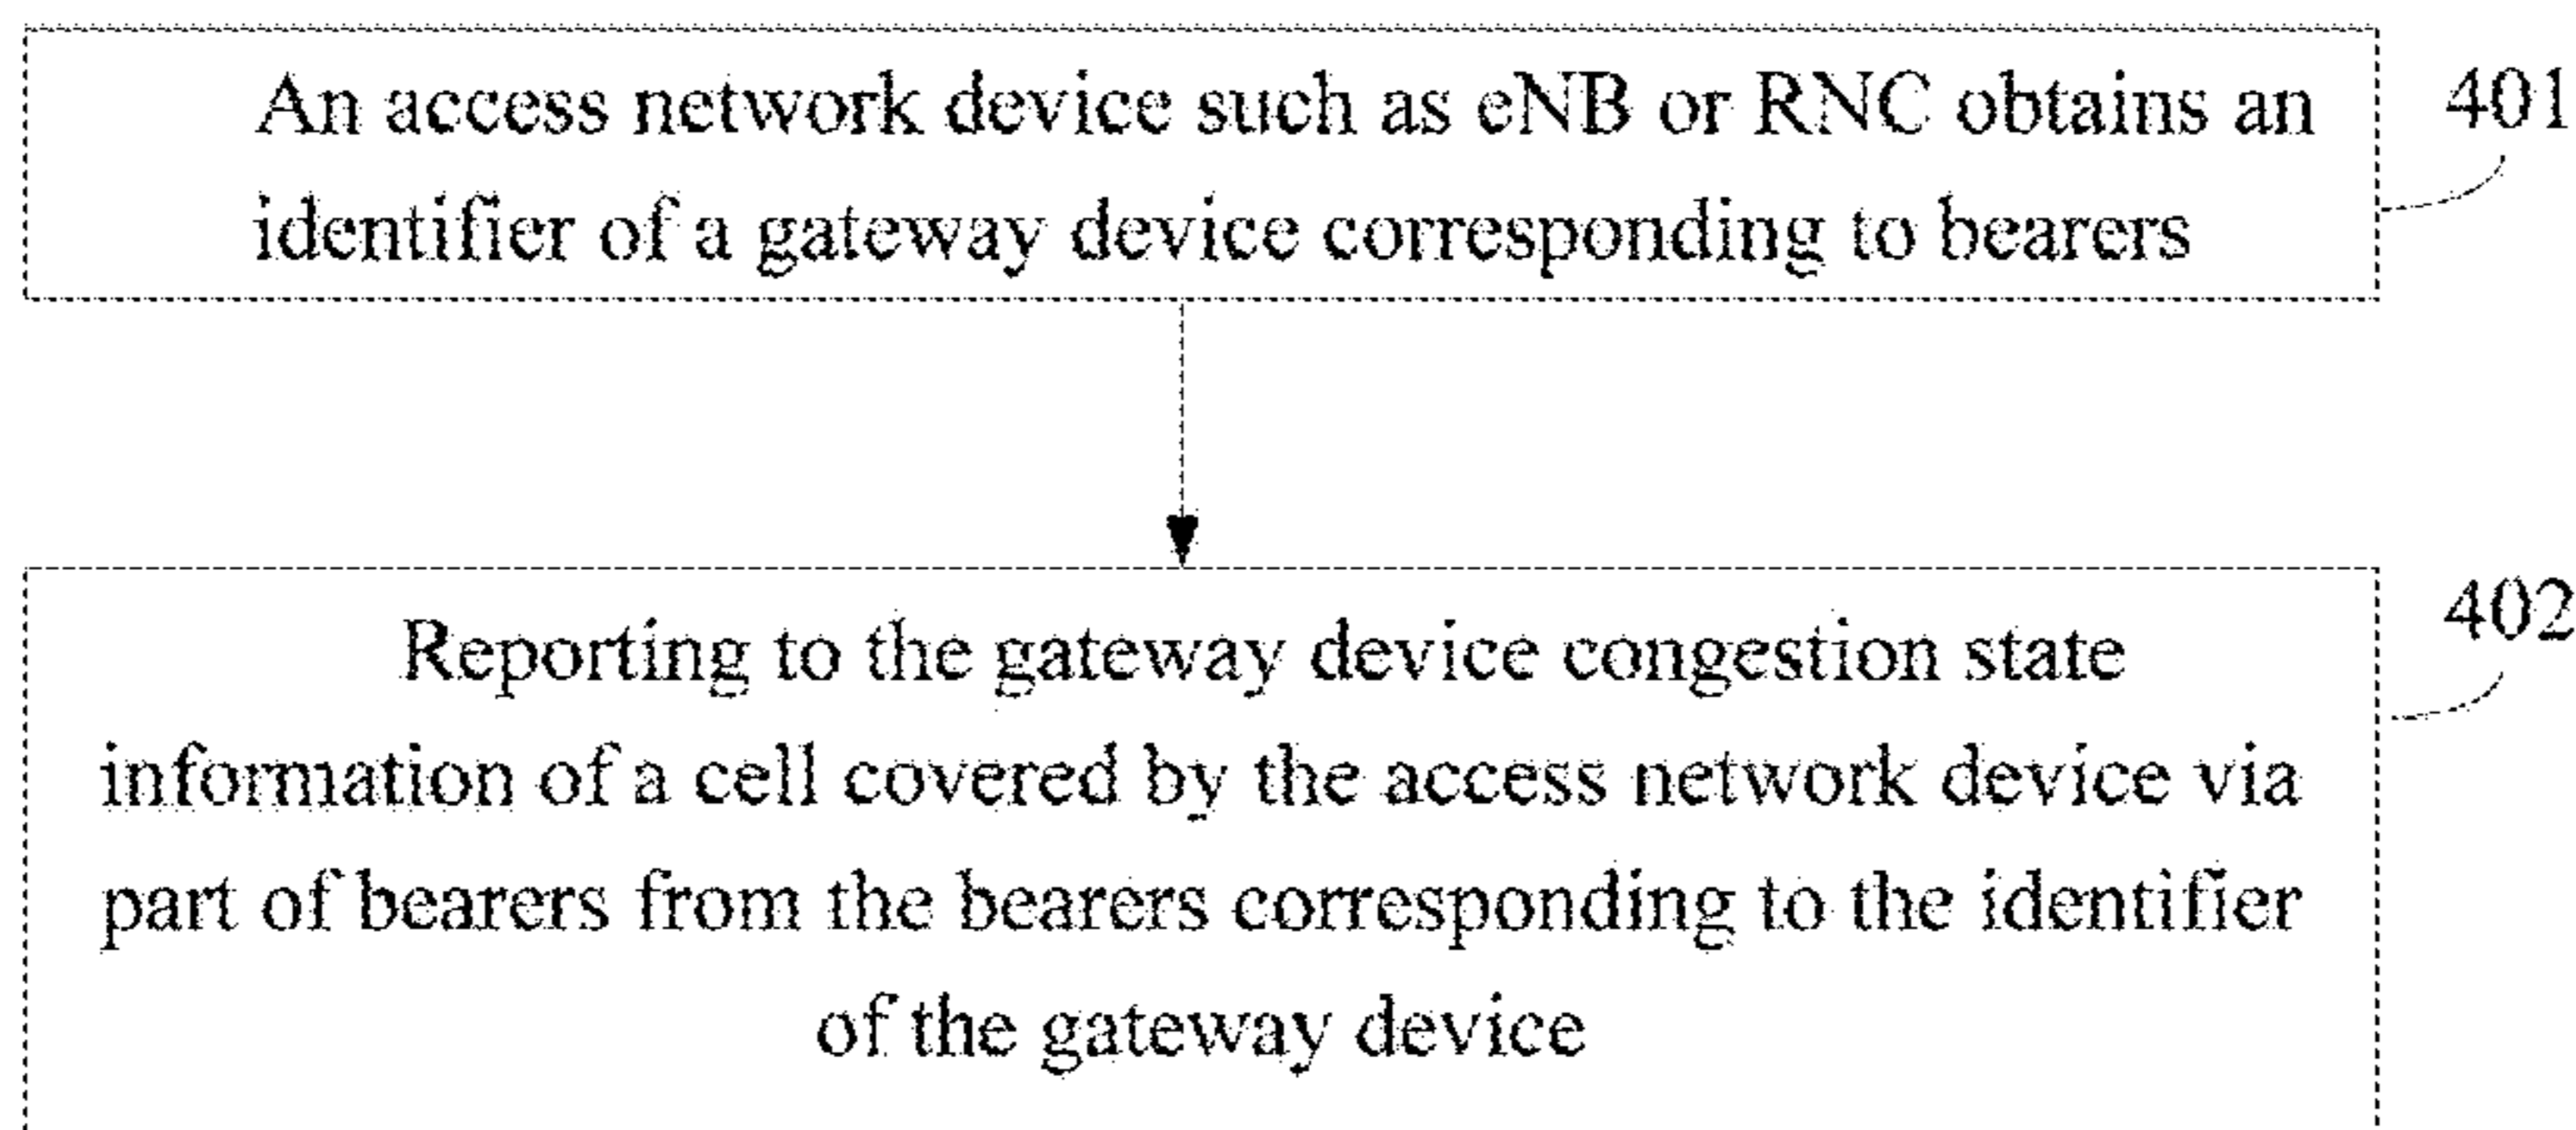 An access network device such as eNB or RNC obtains an
401
identifier of a gateway device corresponding to bearers
402
Reporting to the gateway device congestion state
information of a cell covered by the access network device via
part of bearers from the bearers corresponding to the identifier
of the gateway device